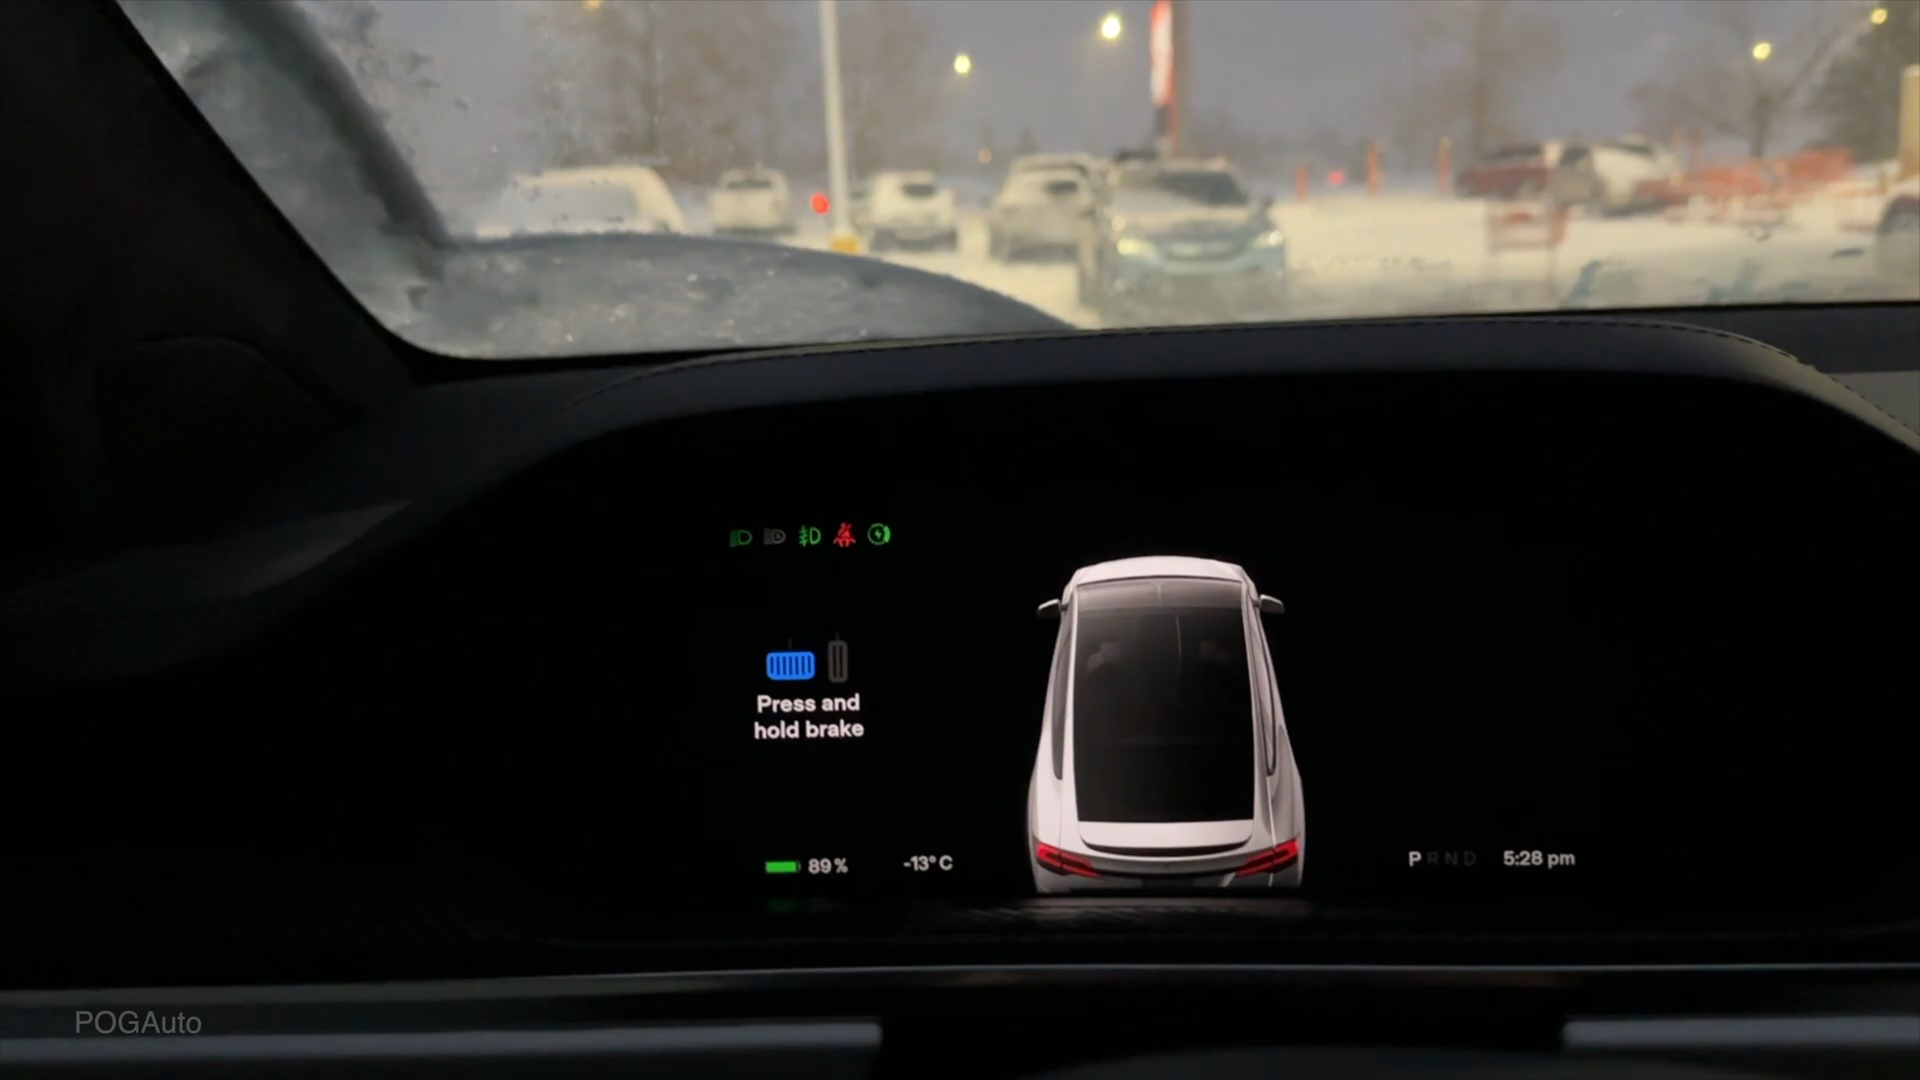 Press and
hold brake
89%
-13°C
P R N D
5:28 pm
POGAuto